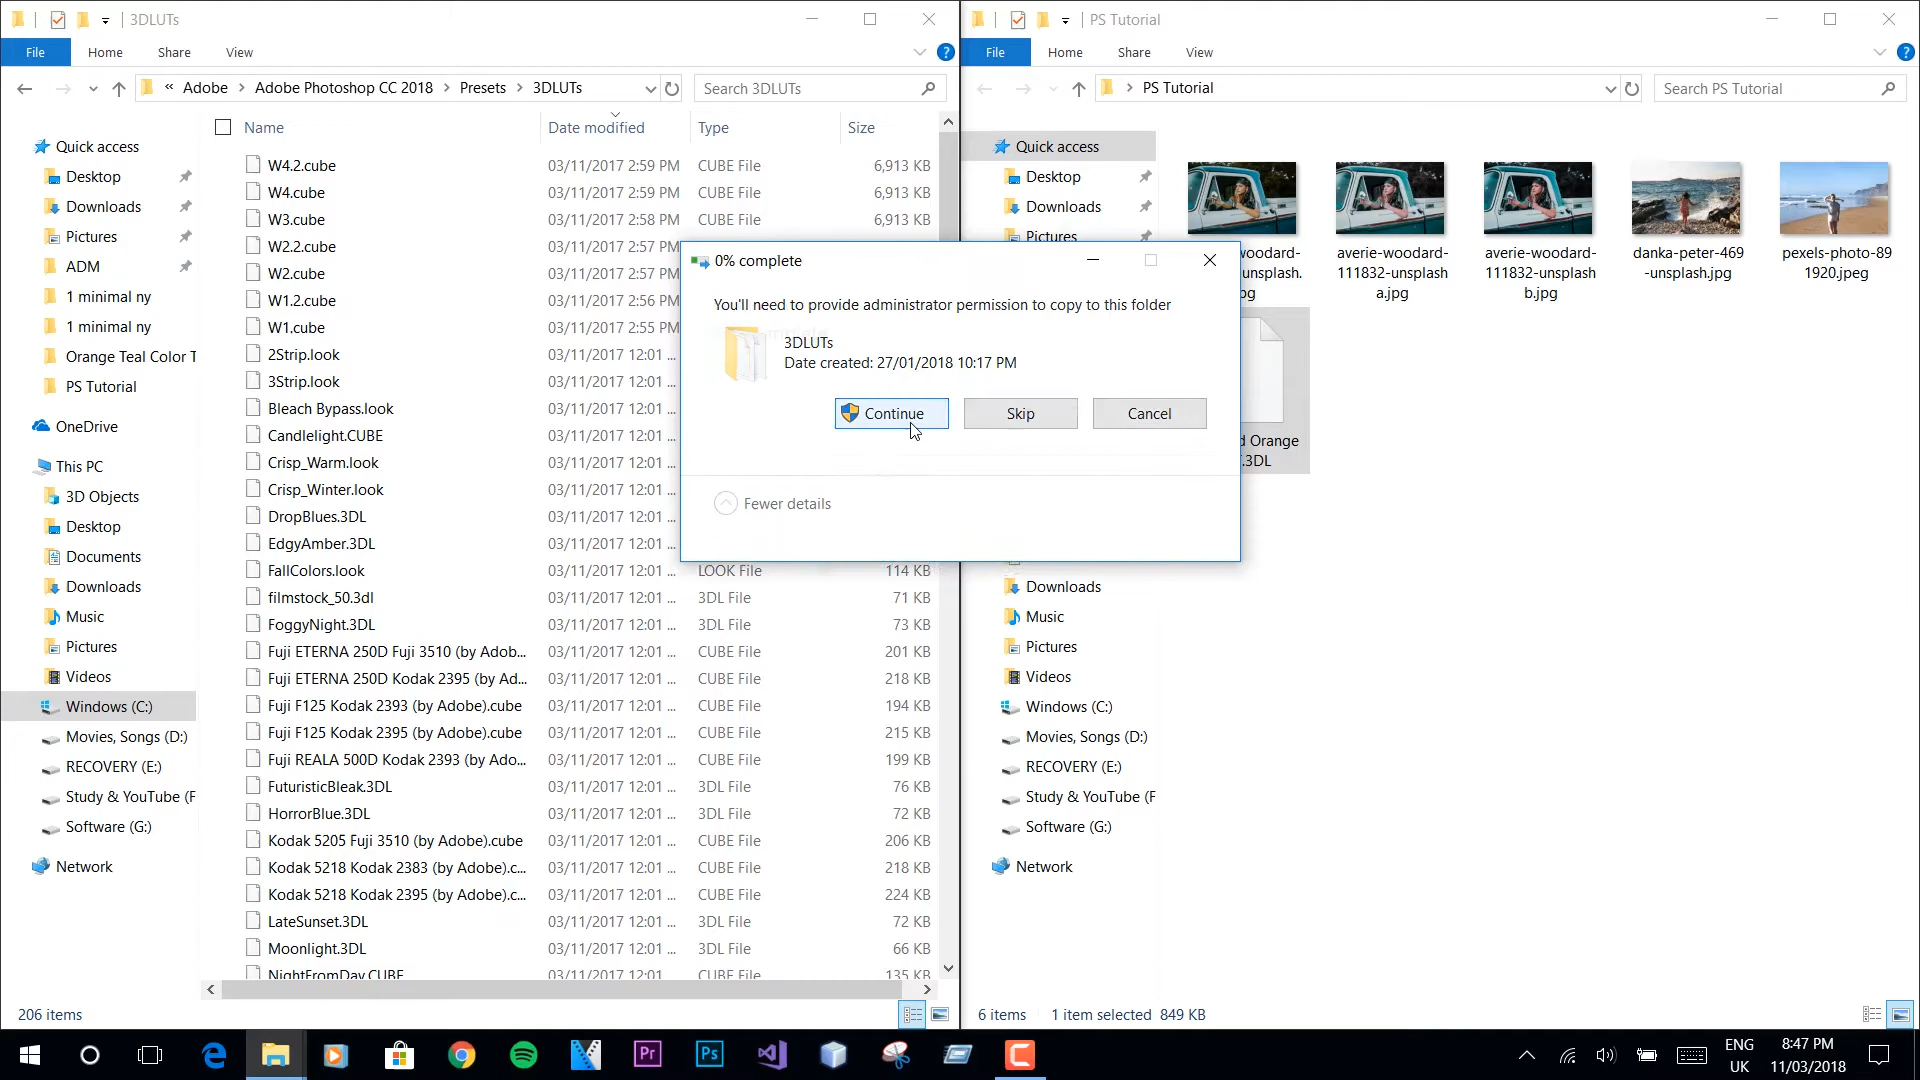 3DLUTs
File Home Share View
« Adobe > Adobe Photoshop CC 2018 > Presets > 3DLUTs
Search 3DLUTs
Name Date modified Type Size
Quick access
Desktop
Downloads
Pictures
ADM
1 minimal ny
1 minimal ny
Orange Teal Color T
PS Tutorial
OneDrive
This PC
3D Objects
Desktop
Documents
Downloads
Music
Pictures
Videos
Windows (C:)
Movies, Songs (D:)
RECOVERY (E:)
Study & YouTube (F
Software (G:)
Network
W4.2.cube 03/11/2017 2:59 PM CUBE File 6,913 KB
W4.cube 03/11/2017 2:59 PM CUBE File 6,913 KB
W3.cube 03/11/2017 2:58 PM CUBE File 6,913 KB
W2.2.cube 03/11/2017 2:57 PM
W2.cube 03/11/2017 2:57 PM
W1.2.cube 03/11/2017 2:56 PM
W1.cube 03/11/2017 2:55 PM
2Strip.look 03/11/2017 12:01 ...
3Strip.look 03/11/2017 12:01 ...
Bleach Bypass.look 03/11/2017 12:01 ...
Candlelight.CUBE 03/11/2017 12:01 ...
Crisp_Warm.look 03/11/2017 12:01 ...
Crisp_Winter.look 03/11/2017 12:01 ...
DropBlues.3DL 03/11/2017 12:01 ...
EdgyAmber.3DL 03/11/2017 12:01 ...
FallColors.look 03/11/2017 12:01 ... LOOK File 114 KB
filmstock_50.3dl 03/11/2017 12:01 ... 3DL File 71 KB
FoggyNight.3DL 03/11/2017 12:01 ... 3DL File 73 KB
Fuji ETERNA 250D Fuji 3510 (by Adob... 03/11/2017 12:01 ... CUBE File 201 KB
Fuji ETERNA 250D Kodak 2395 (by Ad... 03/11/2017 12:01 ... CUBE File 218 KB
Fuji F125 Kodak 2393 (by Adobe).cube 03/11/2017 12:01 ... CUBE File 194 KB
Fuji F125 Kodak 2395 (by Adobe).cube 03/11/2017 12:01 ... CUBE File 215 KB
Fuji REALA 500D Kodak 2393 (by Ado... 03/11/2017 12:01 ... CUBE File 199 KB
FuturisticBleak.3DL 03/11/2017 12:01 ... 3DL File 76 KB
HorrorBlue.3DL 03/11/2017 12:01 ... 3DL File 72 KB
Kodak 5205 Fuji 3510 (by Adobe).cube 03/11/2017 12:01 ... CUBE File 206 KB
Kodak 5218 Kodak 2383 (by Adobe).c... 03/11/2017 12:01 ... CUBE File 218 KB
Kodak 5218 Kodak 2395 (by Adobe).c... 03/11/2017 12:01 ... CUBE File 224 KB
LateSunset.3DL 03/11/2017 12:01 ... 3DL File 72 KB
Moonlight.3DL 03/11/2017 12:01 ... 3DL File 66 KB
NightFromDay.CUBE 03/11/2017 12:01 ... CUBE File 135 KB
206 items
PS Tutorial
File Home Share View
> PS Tutorial
Search PS Tutorial
Quick access
Desktop
Downloads
Pictures
Downloads
Music
Pictures
Videos
Windows (C:)
Movies, Songs (D:)
RECOVERY (E:)
Study & YouTube (F
Software (G:)
Network
woodard-
unsplash.
averie-woodard-
111832-unsplash
a.jpg
averie-woodard-
111832-unsplash
b.jpg
danka-peter-469
-unsplash.jpg
pexels-photo-89
1920.jpeg
d Orange
.3DL
6 items 1 item selected 849 KB
0% complete
You'll need to provide administrator permission to copy to this folder
3DLUTs
Date created: 27/01/2018 10:17 PM
Continue Skip Cancel
Fewer details
Pr
Ps
ENG
UK
8:47 PM
11/03/2018